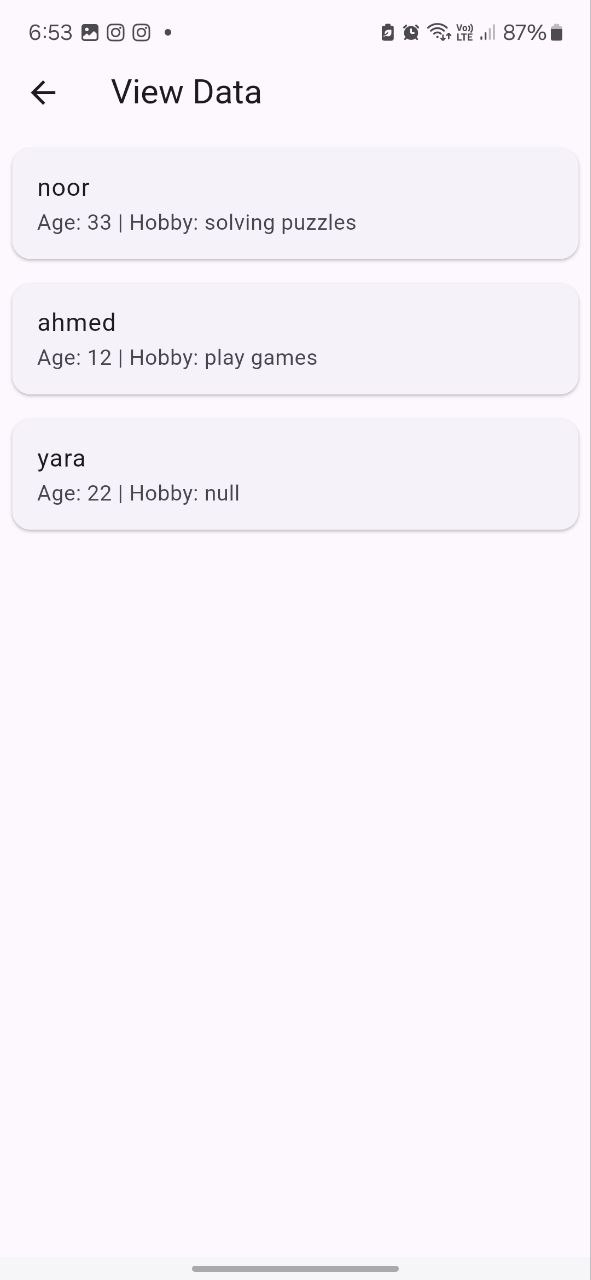 6:53
Vo))
LTE
87%
View Data
noor
Age: 33 | Hobby: solving puzzles
ahmed
Age: 12 | Hobby: play games
yara
Age: 22 | Hobby: null